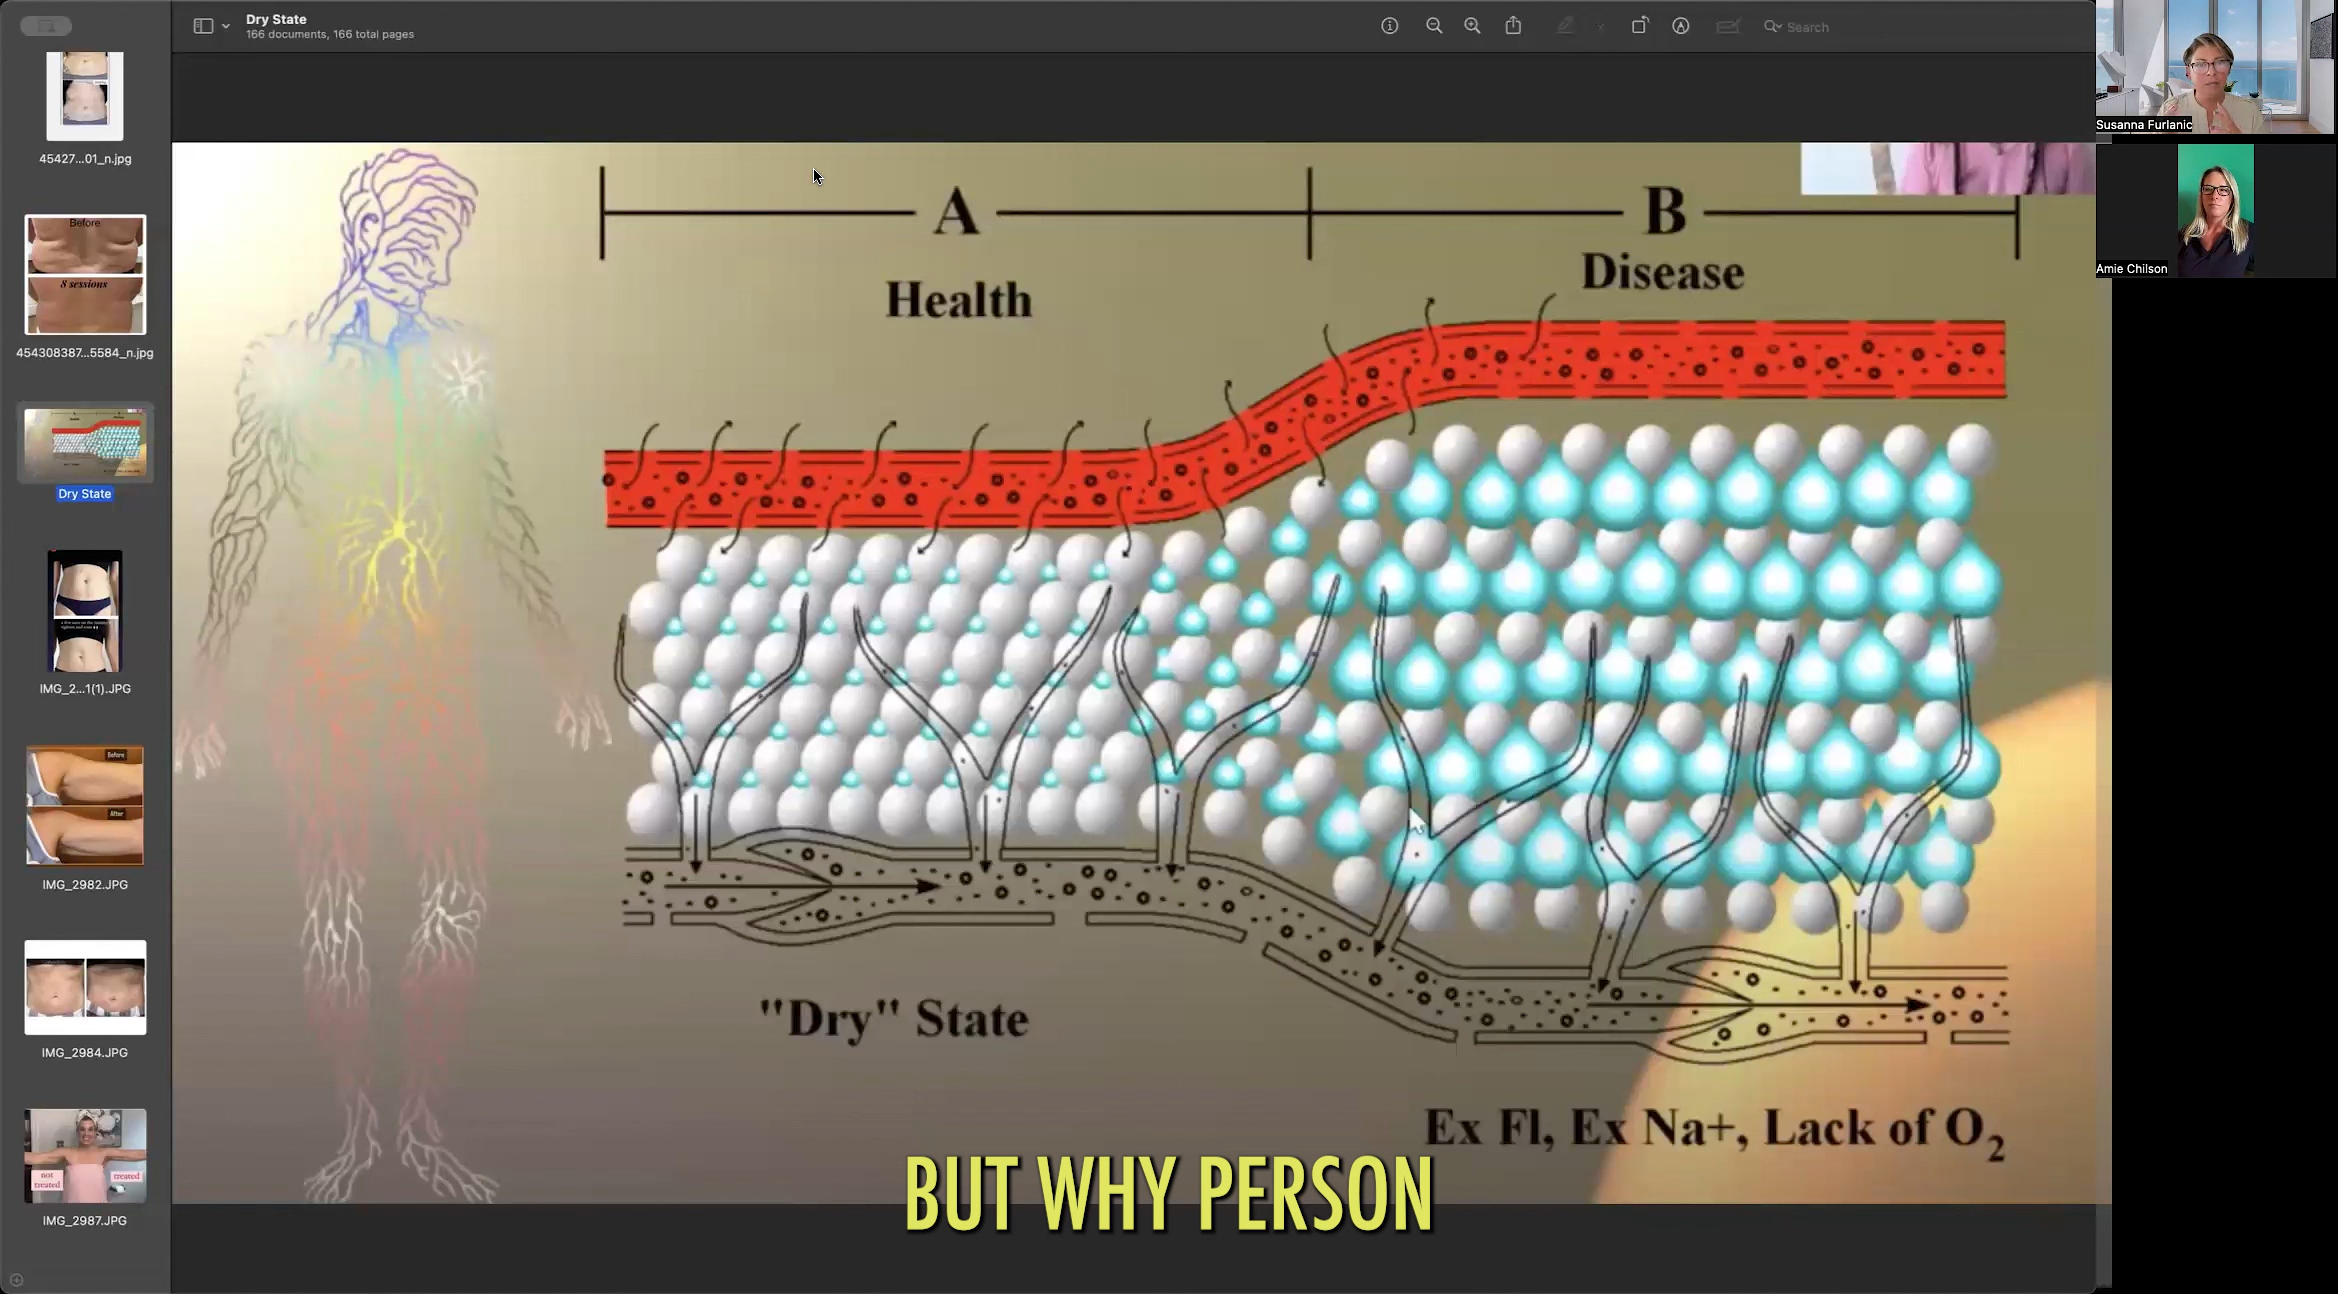 Dry State
166 documents, 166 total pages
Search
45427...01_n.jpg
Before
8 sessions
454308387...5584_n.jpg
Dry State
IMG_2...1(1).JPG
Before
After
IMG_2982.JPG
IMG_2984.JPG
not
treated
treated
IMG_2987.JPG
A
B
Health
Disease
"Dry" State
Ex Fl, Ex Na+, Lack of O2
BUT WHY PERSON
Susanna Furlanic
Amie Chilson